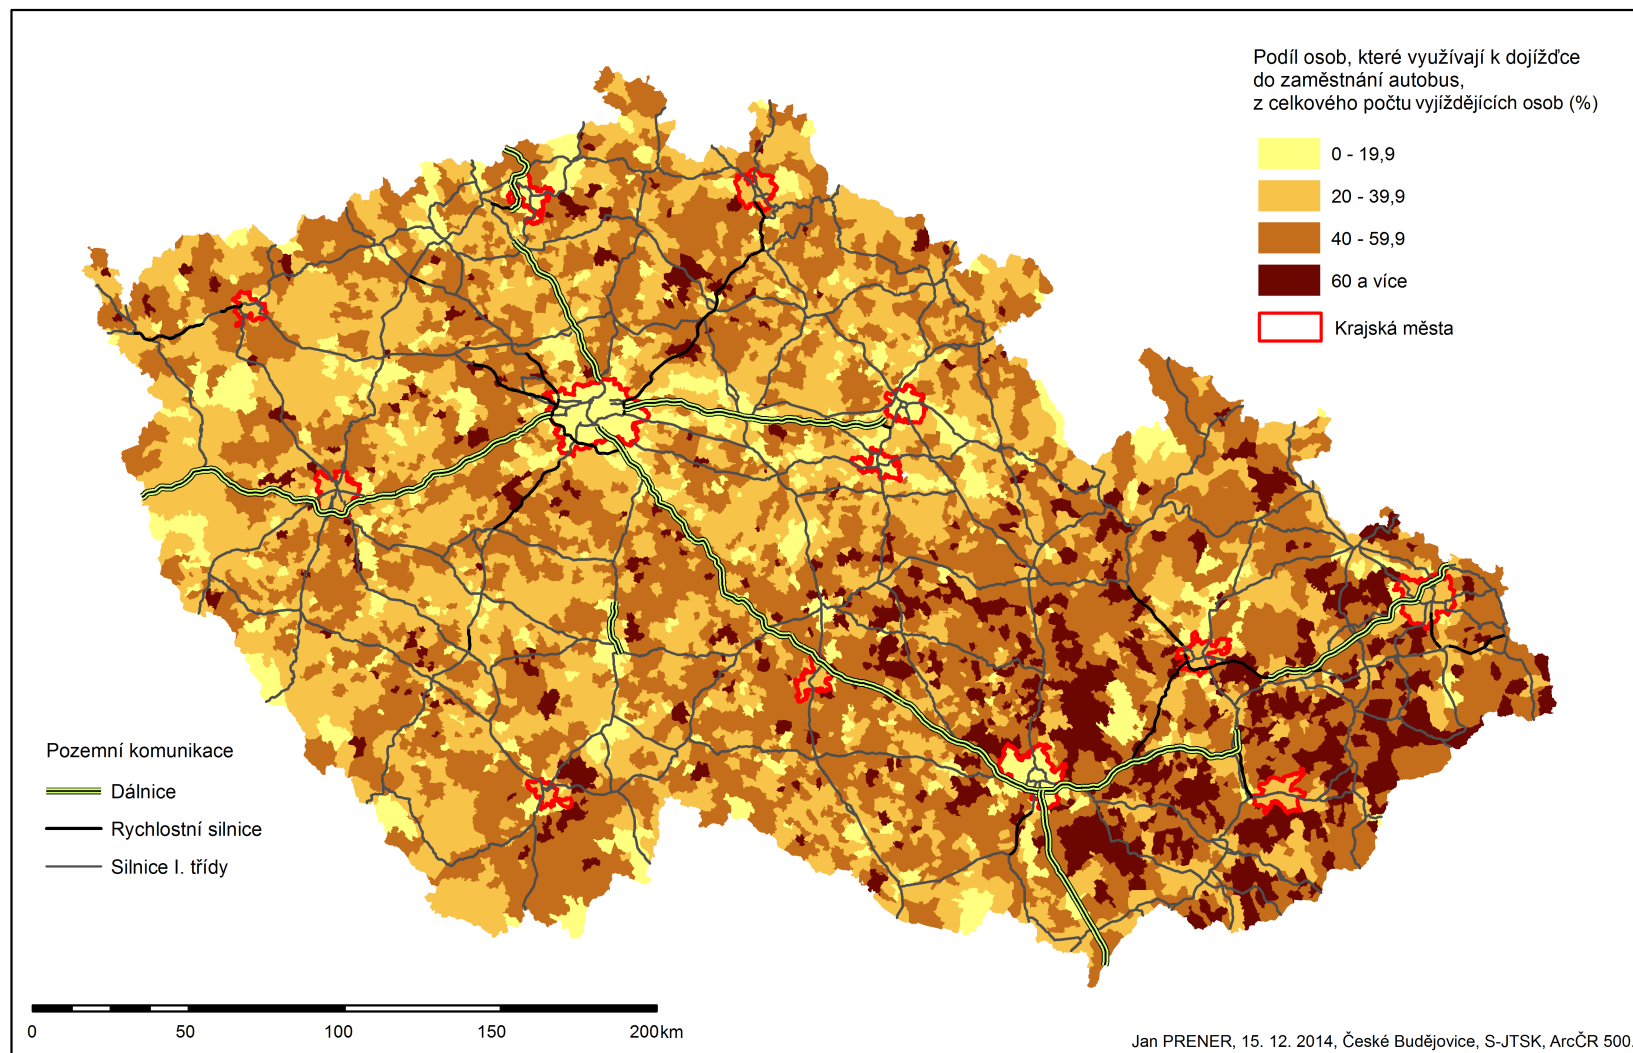 Podíl osob, které využívají k dojížďce
do zaměstnání autobus,
z celkového počtu vyjíždějících osob (%)
0 - 19,9
20 - 39,9
40 - 59,9
60 a více
Krajská města
Pozemní komunikace
Dálnice
Rychlostní silnice
Silnice I. třídy
0 50 100 150 200km
Jan PRENER, 15. 12. 2014, České Budějovice, S-JTSK, ArcČR 500.